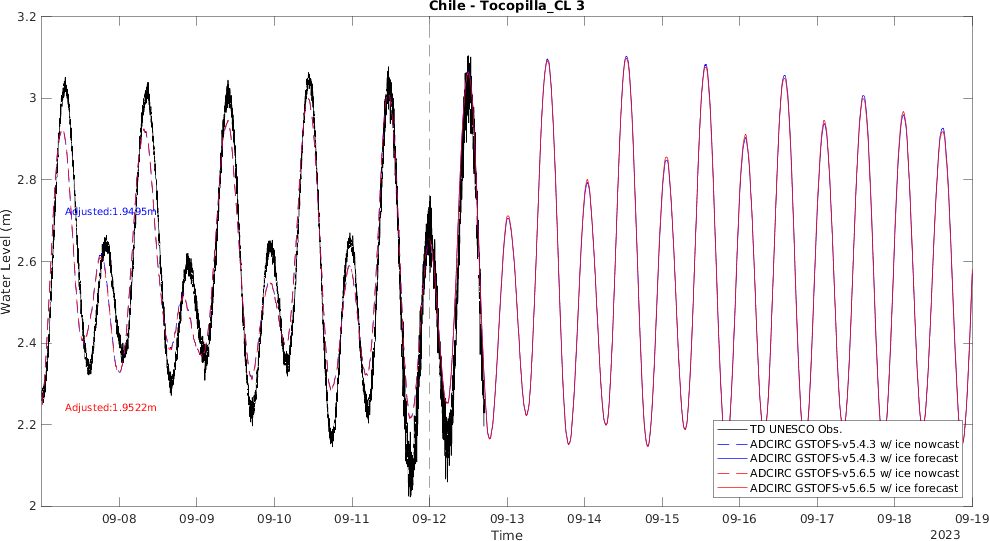 Chile - Tocopilla_CL 3
3.2
3
2.8
2.6
2.4
2.2
2
Water Level (m)
Adjusted:1.9495m
Adjusted:1.9522m
TD UNESCO Obs.
ADCIRC GSTOFS-v5.4.3 w/ ice nowcast
ADCIRC GSTOFS-v5.4.3 w/ ice forecast
ADCIRC GSTOFS-v5.6.5 w/ ice nowcast
ADCIRC GSTOFS-v5.6.5 w/ ice forecast
09-08 09-09 09-10 09-11 09-12 09-13 09-14 09-15 09-16 09-17 09-18 09-19
Time
2023